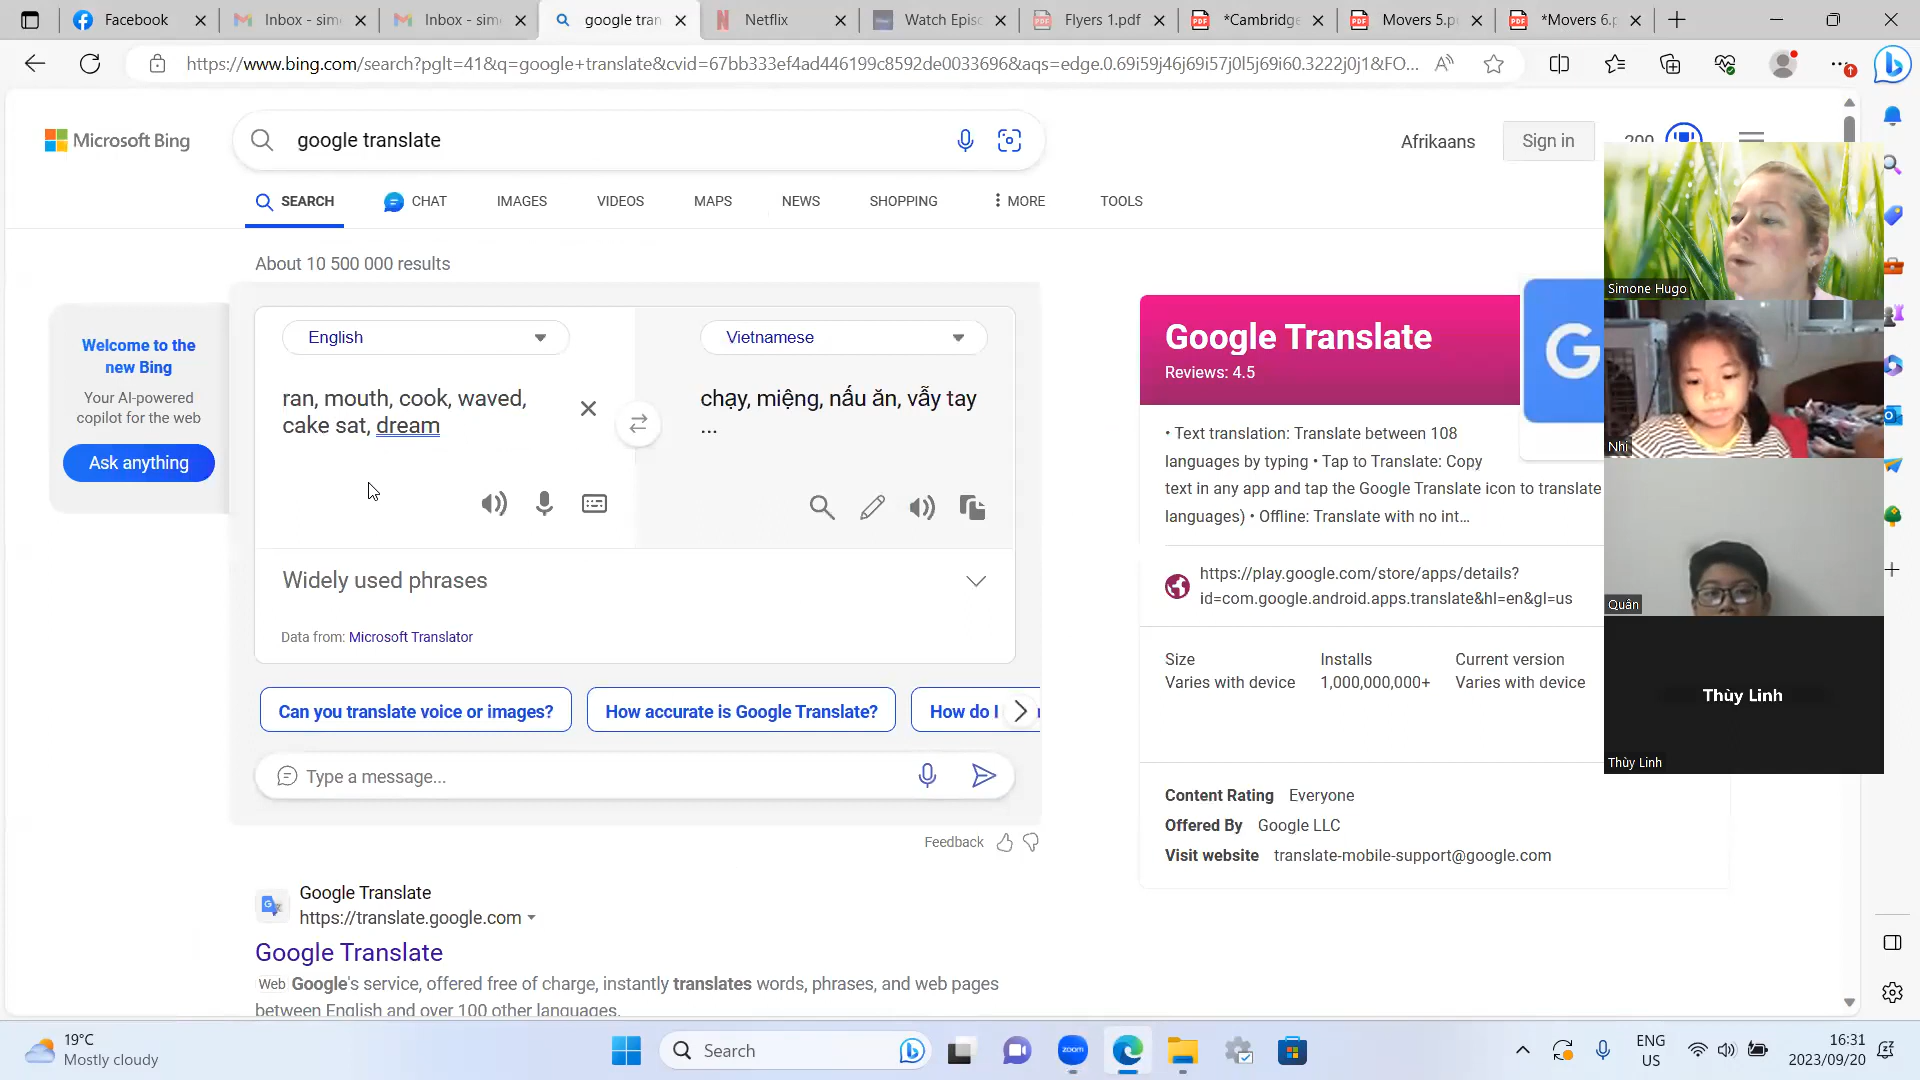 Facebook
Inbox - sim
Inbox - sim
google tran
Netflix
Watch Epis
Flyers 1.pdf
*Cambridge
Movers 5.p
*Movers 6.p
https://www.bing.com/search?pglt=41&q=google+translate&cvid=67bb333ef4ad446199c8592de0033696&aqs=edge.0.69i59j46j69i57j0l5j69i60.3222j0j1&FO...
Microsoft Bing
google translate
Afrikaans
Sign in
SEARCH
CHAT
IMAGES
VIDEOS
MAPS
NEWS
SHOPPING
MORE
TOOLS
About 10 500 000 results
Welcome to the
new Bing
Your AI-powered
copilot for the web
Ask anything
English
Vietnamese
ran, mouth, cook, waved,
cake sat, dream
chạy, miệng, nấu ăn, vẫy tay
...
Widely used phrases
Data from: Microsoft Translator
Can you translate voice or images?
How accurate is Google Translate?
How do I
Type a message...
Feedback
Google Translate
https://translate.google.com
Google Translate
Web Google's service, offered free of charge, instantly translates words, phrases, and web pages
between English and over 100 other languages.
Google Translate
Reviews: 4.5
G
• Text translation: Translate between 108
languages by typing • Tap to Translate: Copy
text in any app and tap the Google Translate icon to translate
languages) • Offline: Translate with no int...
https://play.google.com/store/apps/details?
id=com.google.android.apps.translate&hl=en&gl=us
Size
Varies with device
Installs
1,000,000,000+
Current version
Varies with device
Content Rating Everyone
Offered By Google LLC
Visit website translate-mobile-support@google.com
Simone Hugo
Nhi
Quân
Thùy Linh
Thùy Linh
19°C
Mostly cloudy
Search
zoom
ENG
US
16:31
2023/09/20